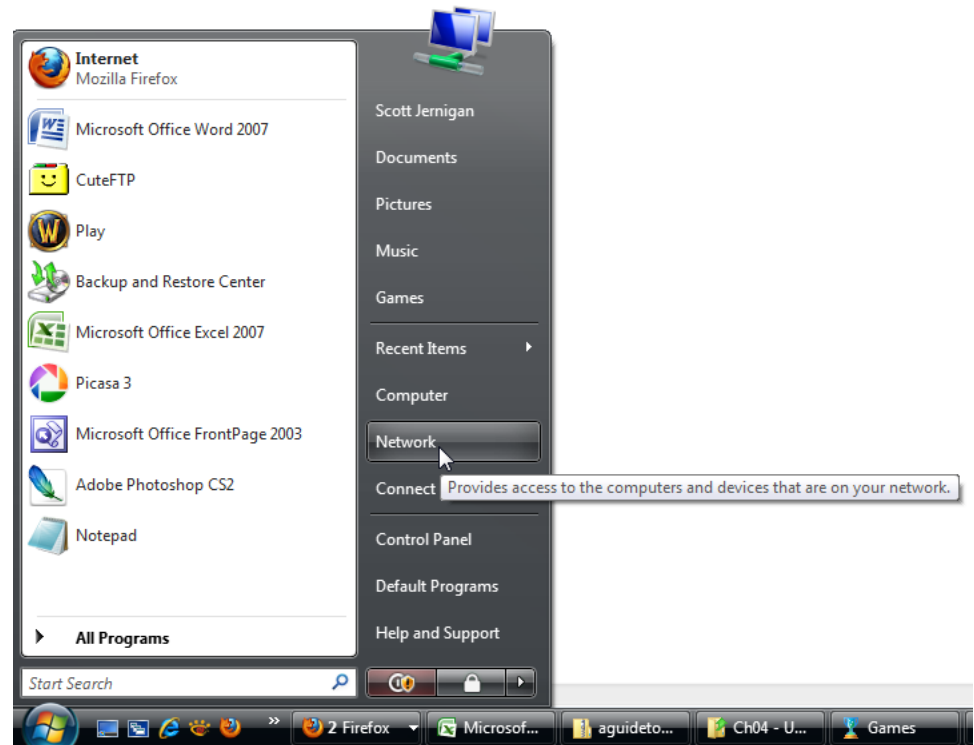 Internet
Mozilla Firefox
Microsoft Office Word 2007
CuteFTP
Play
Backup and Restore Center
Microsoft Office Excel 2007
Picasa 3
Microsoft Office FrontPage 2003
Adobe Photoshop CS2
Notepad
All Programs
Start Search
Scott Jernigan
Documents
Pictures
Music
Games
Recent Items
Computer
Network
Connect
Provides access to the computers and devices that are on your network.
Control Panel
Default Programs
Help and Support
2 Firefox
Microsof...
aguideto...
Ch04 - U...
Games